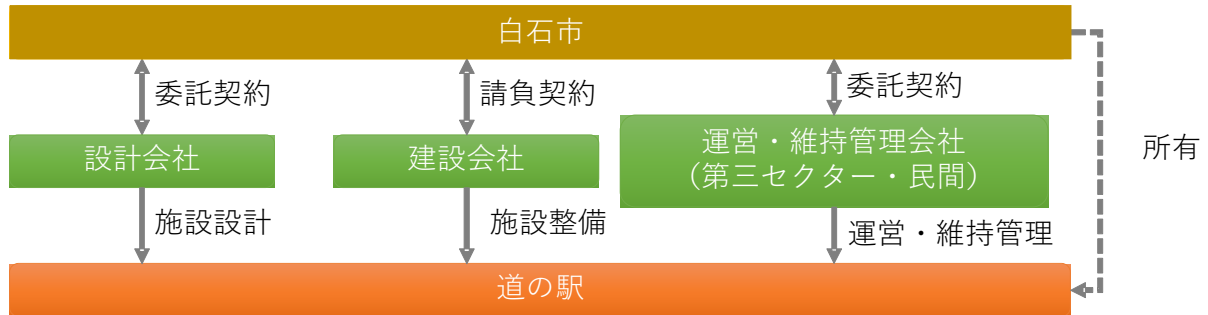 白石市
委託契約
請負契約
委託契約
設計会社
建設会社
運営・維持管理会社
(第三セクター・民間)
所有
施設設計
施設整備
運営・維持管理
道の駅